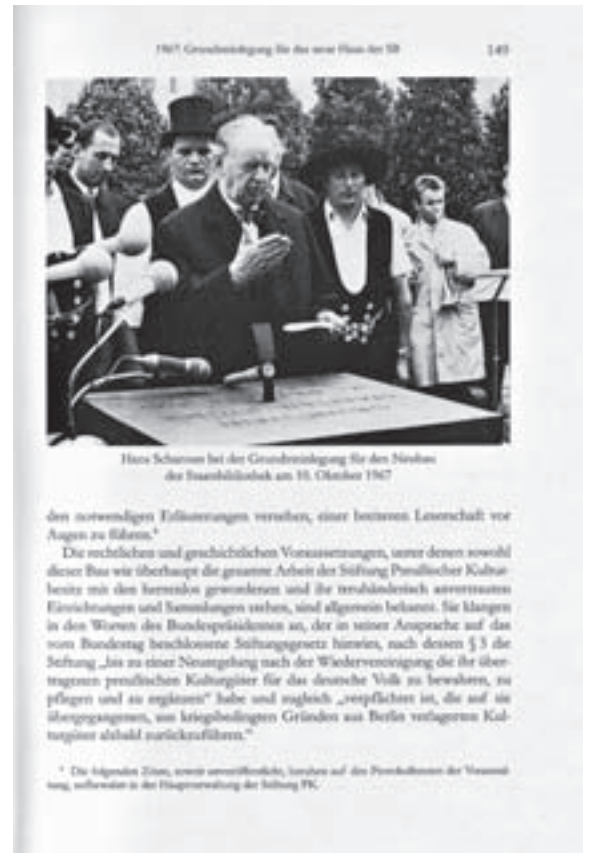 1967: Grundsteinlegung für das neue Haus der SB 149
Hans Scharoun bei der Grundsteinlegung für den Neubau
der Staatsbibliothek am 10. Oktober 1967
den notwendigen Erläuterungen versehen, einer breiteren Leserschaft vor
Augen zu führen.⁴
Die rechtlichen und geschichtlichen Voraussetzungen, unter denen sowohl
dieser Bau wie überhaupt die gesamte Arbeit der Stiftung Preußischer Kultur-
besitz mit den herrenlos gewordenen und ihr treuhänderisch anvertrauten
Einrichtungen und Sammlungen stehen, sind allgemein bekannt. Sie klangen
in den Worten des Bundespräsidenten an, der in seiner Ansprache auf das
vom Bundestag beschlossene Stiftungsgesetz hinwies, nach dessen § 3 die
Stiftung „bis zu einer Neuregelung nach der Wiedervereinigung die ihr über-
tragenen preußischen Kulturgüter für das deutsche Volk zu bewahren, zu
pflegen und zu ergänzen“ habe und zugleich „verpflichtet ist, die auf sie
übergegangenen, aus kriegsbedingten Gründen aus Berlin verlagerten Kul-
turgüter alsbald zurückzuführen.“
⁴ Die folgenden Zitate, soweit unveröffentlicht, beruhen auf den Protokolltexten der Veranstal-
tung, aufbewahrt in der Hauptverwaltung der Stiftung PK.